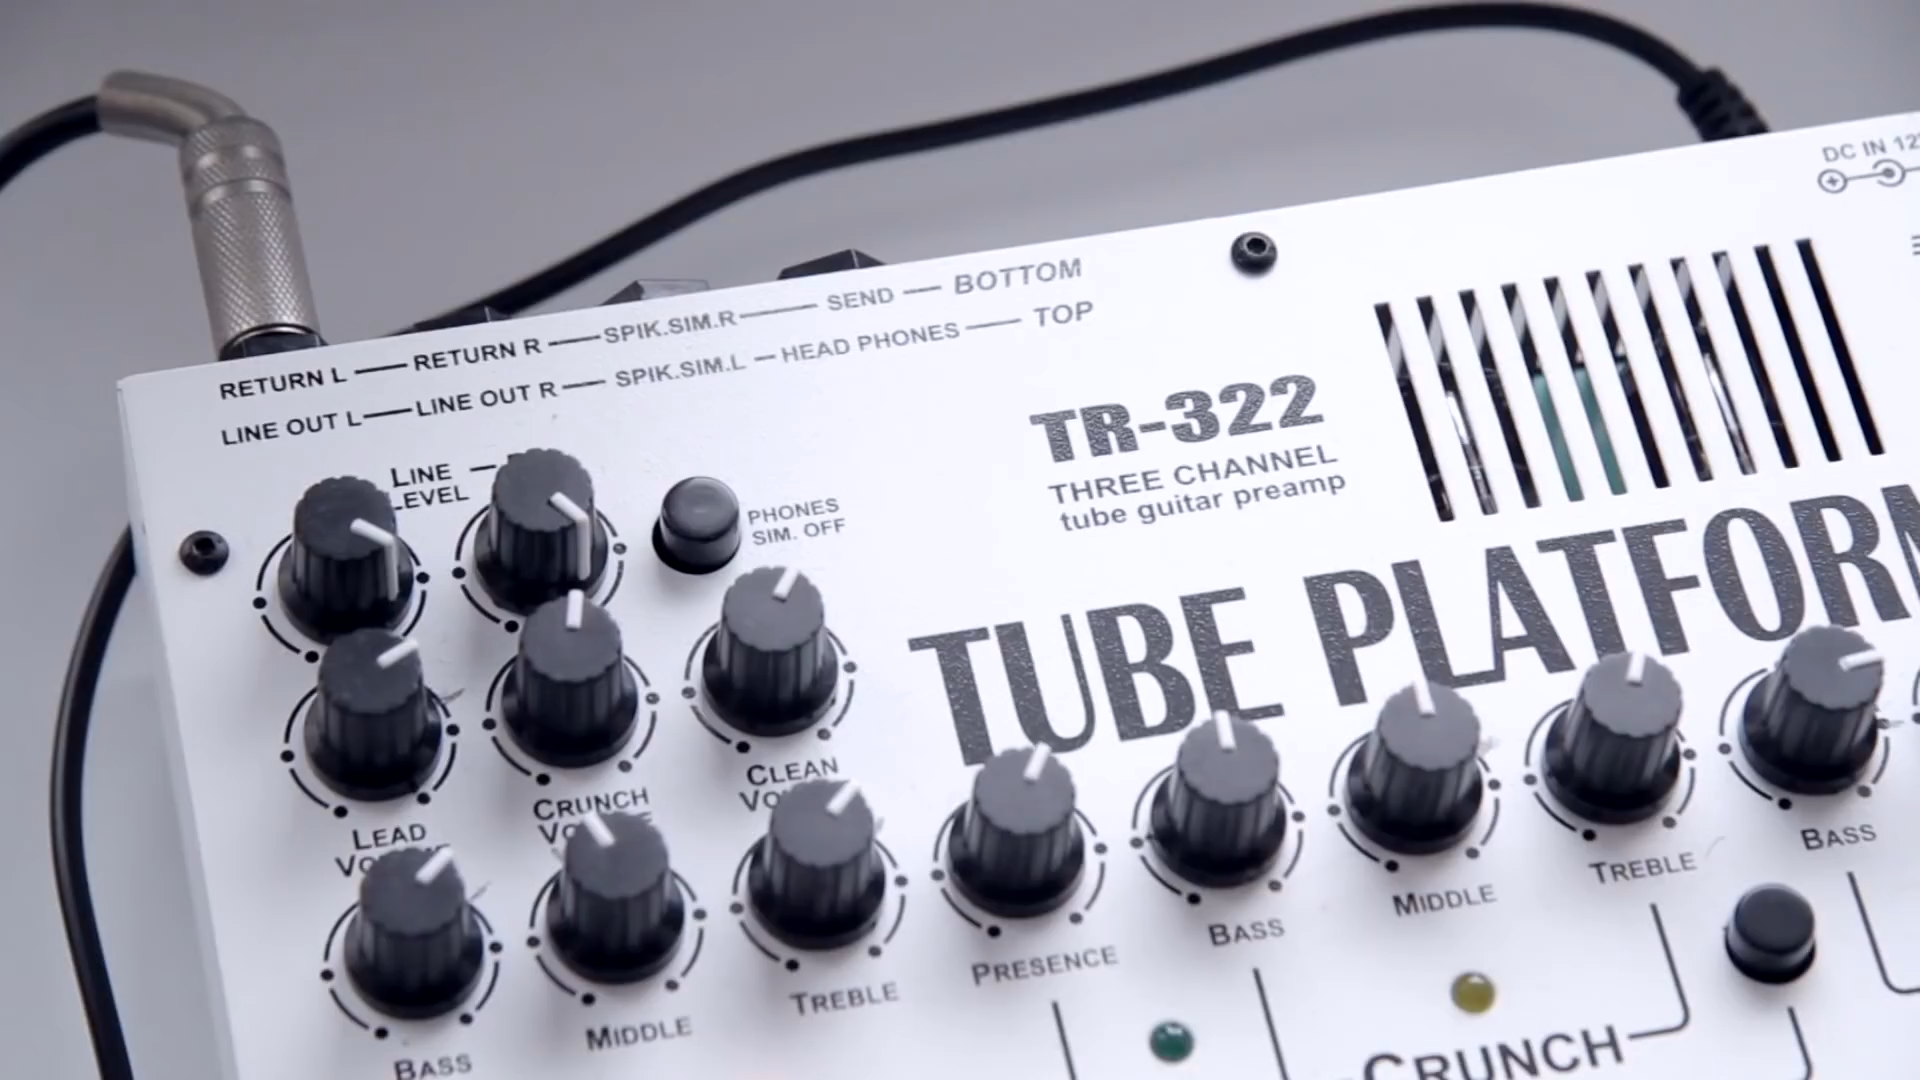 DC IN 12
RETURN L — RETURN R — SPIK.SIM.R — SEND — BOTTOM
LINE OUT L — LINE OUT R — SPIK.SIM.L — HEAD PHONES — TOP
TR-322
THREE CHANNEL
tube guitar preamp
LINE
LEVEL
PHONES
SIM. OFF
TUBE PLATFORM
CLEAN
CRUNCH
LEAD
BASS
MIDDLE
TREBLE
PRESENCE
BASS
MIDDLE
TREBLE
BASS
CRUNCH